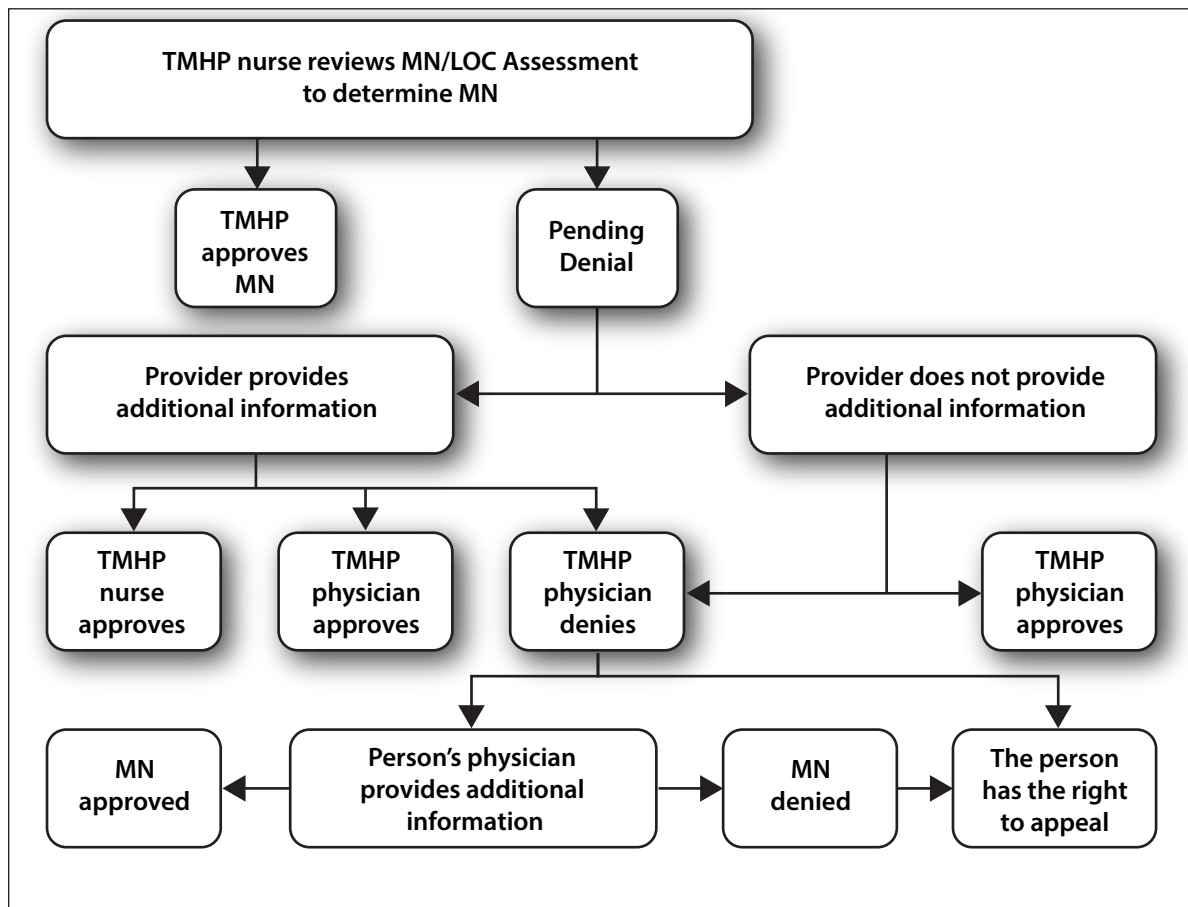 TMHP nurse reviews MN/LOC Assessment
to determine MN
TMHP
approves
MN
Pending
Denial
Provider provides
additional information
Provider does not provide
additional information
TMHP
nurse
approves
TMHP
physician
approves
TMHP
physician
denies
TMHP
physician
approves
MN
approved
Person’s physician
provides additional
information
MN
denied
The person
has the right
to appeal